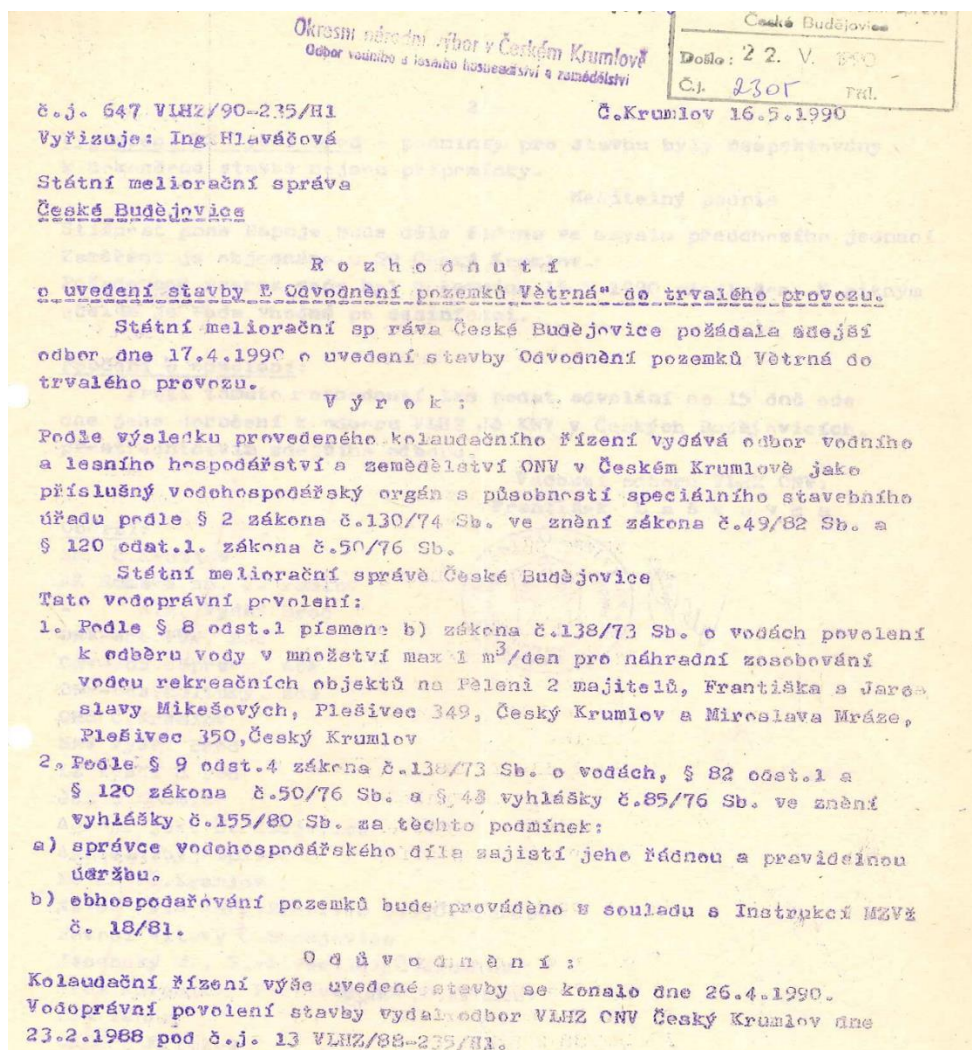 Okresní národní výbor v Českém Krumlově
Odbor vodního a lesního hospodářství a zemědělství
České Budějovice
Došlo: 22. V. 1990
Č.j. 2305 Příl.
č.j. 647 VLHZ/90-235/Hl
Č.Krumlov 16.5.1990
Vyřizuje: Ing Hlaváčová
Státní meliorační správa
České Budějovice
R o z h o d n u t í
o uvedení stavby " Odvodnění pozemků Větrná" do trvalého provozu.
Státní meliorační sp ráva České Budějovice požádala zdejší
odbor dne 17.4.1990 o uvedení stavby Odvodnění pozemků Větrná do
trvalého provozu.
V ý r o k :
Podle výsledku provedeného kolaudačního řízení vydává odbor vodního
a lesního hospodářství a zemědělství ONV v Českém Krumlově jako
příslušný vodohospodářský orgán s působností speciálního stavebního
úřadu podle § 2 zákona č.130/74 Sb. ve znění zákona č.49/82 Sb. a
§ 120 odst.1. zákona č.50/76 Sb.
Státní meliorační správě České Budějovice
Tato vodoprávní povolení:
1. Podle § 8 odst.1 písmene b) zákona č.138/73 Sb. o vodách povolení
k odběru vody v množství max 1 m3/den pro náhradní zosobování
vodou rekreačních objektů na Peleni 2 majitelů, Františka a Jaro-
slavy Mikešových, Plešivec 349, Český Krumlov a Miroslava Mráze,
Plešivec 350,Český Krumlov
2. Podle § 9 odst.4 zákona č.138/73 Sb. o vodách, § 82 odst.1 a
§ 120 zákona č.50/76 Sb. a § 43 vyhlášky č.85/76 Sb. ve znění
vyhlášky č.155/80 Sb. za těchto podmínek:
a) správce vodohospodářského díla zajistí jeho řádnou a pravidelnou
údržbu.
b) obhospodařování pozemků bude prováděno v souladu s Instrukcí MZVž
č. 18/81.
O d ů v o d n ě n í :
Kolaudační řízení výše uvedené stavby se konalo dne 26.4.1990.
Vodoprávní povolení stavby vydal odbor VLHZ ONV Český Krumlov dne
23.2.1988 pod č.j. 13 VLHZ/88-235/Hl.